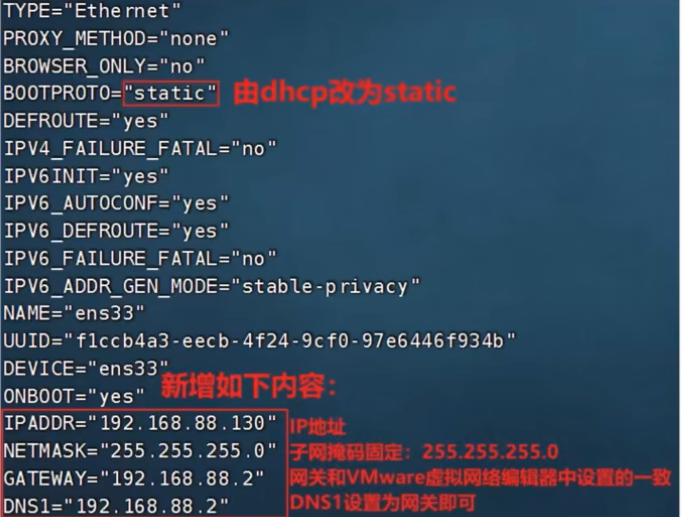 TYPE="Ethernet"
PROXY_METHOD="none"
BROWSER_ONLY="no"
BOOTPROTO="static" 由dhcp改为static
DEFROUTE="yes"
IPV4_FAILURE_FATAL="no"
IPV6INIT="yes"
IPV6_AUTOCONF="yes"
IPV6_DEFROUTE="yes"
IPV6_FAILURE_FATAL="no"
IPV6_ADDR_GEN_MODE="stable-privacy"
NAME="ens33"
UUID="f1ccb4a3-eecb-4f24-9cf0-97e6446f934b"
DEVICE="ens33"
ONBOOT="yes" 新增如下内容：
IPADDR="192.168.88.130" IP地址
NETMASK="255.255.255.0" 子网掩码固定：255.255.255.0
GATEWAY="192.168.88.2" 网关和VMware虚拟网络编辑器中设置的一致
DNS1="192.168.88.2" DNS1设置为网关即可